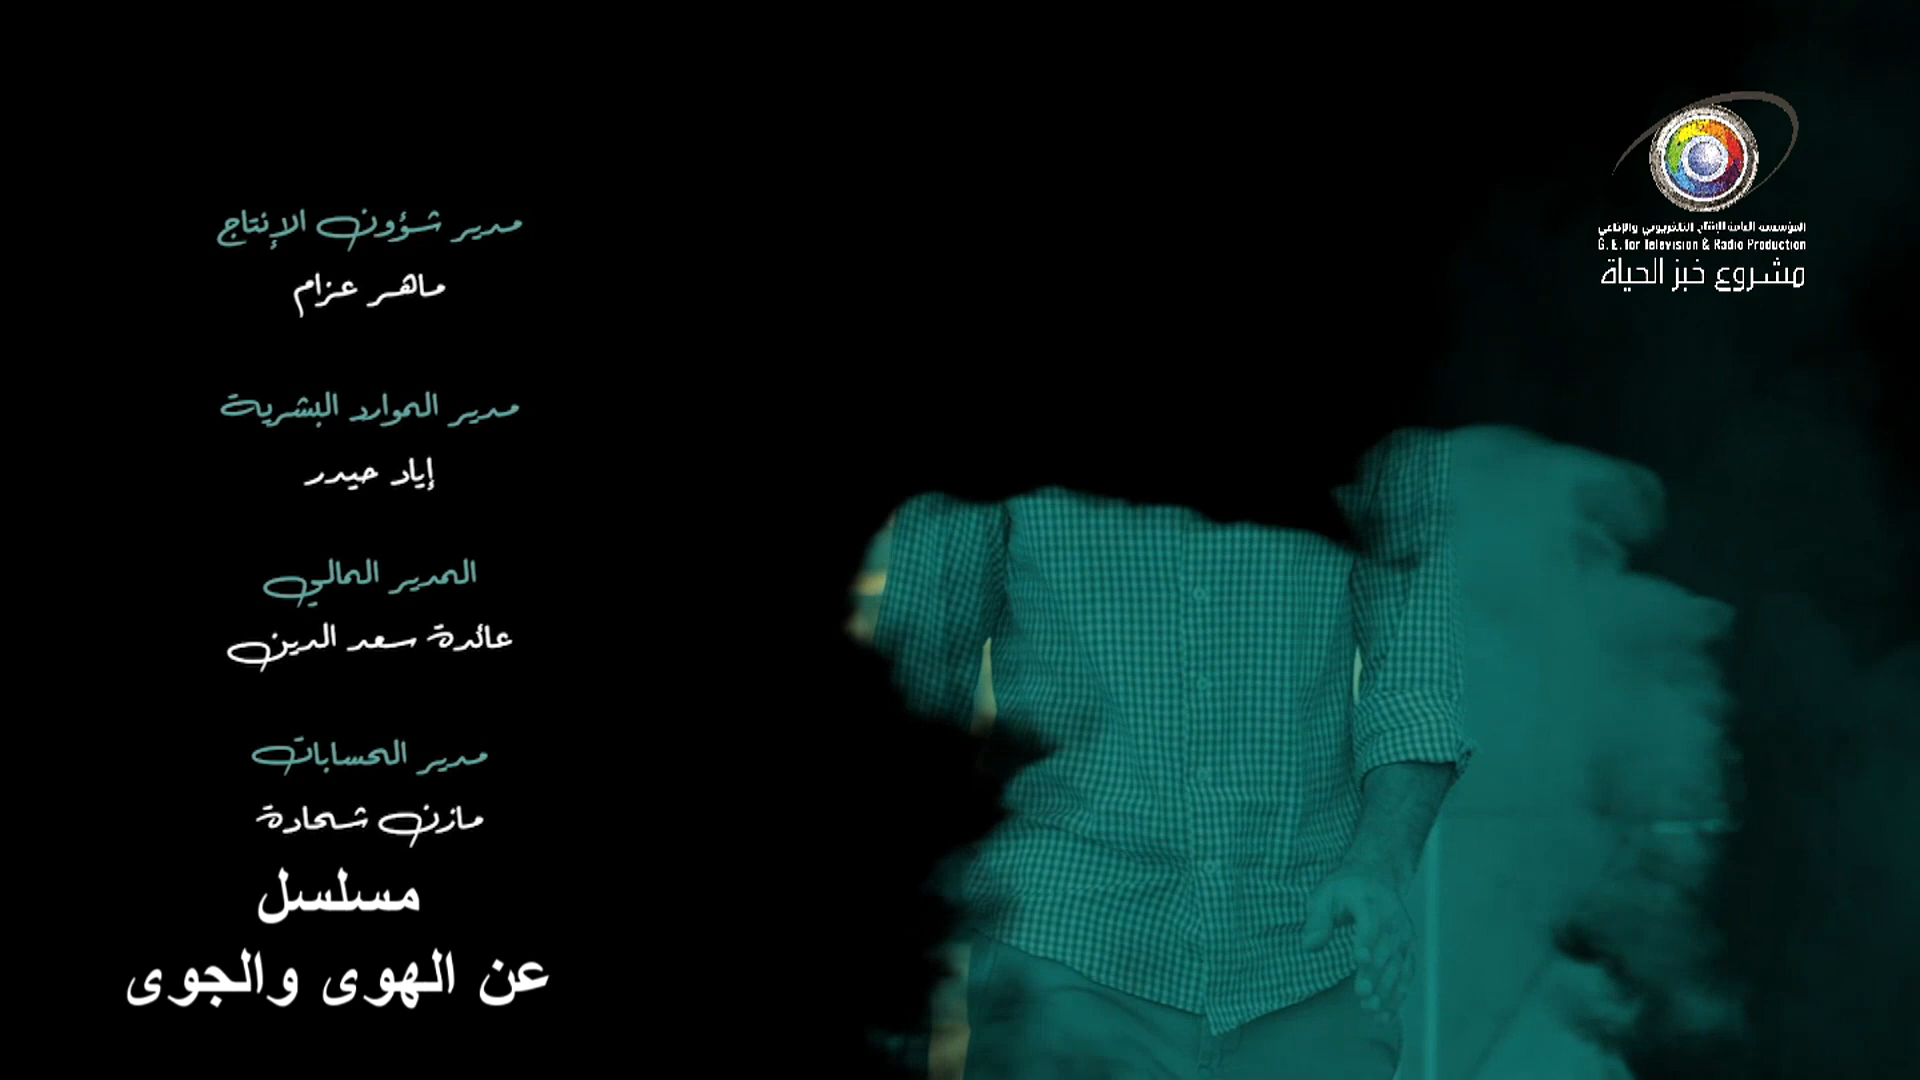 مدير شؤون الإنتاج
ماهر عزام
مدير الموارد البشرية
إياد حيدر
المدير المالي
عائدة سعد الدين
مدير الحسابات
مازن شحادة
مسلسل
عن الهوى والجوى
المؤسسة العامة للإنتاج التلفزيوني والإذاعي
G. E. for Television & Radio Production
مشروع خبز الحياة